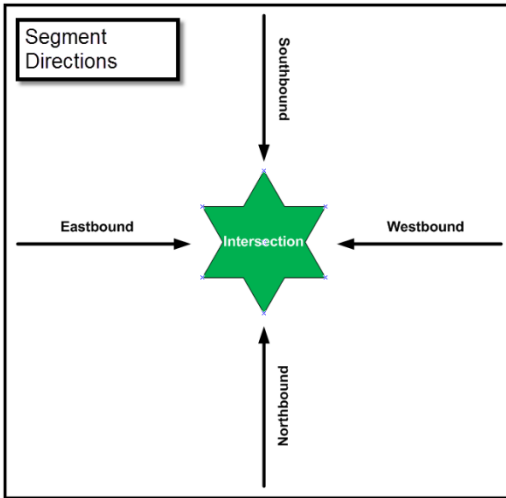 Segment
Directions
Southbound
Eastbound
Intersection
Westbound
Northbound